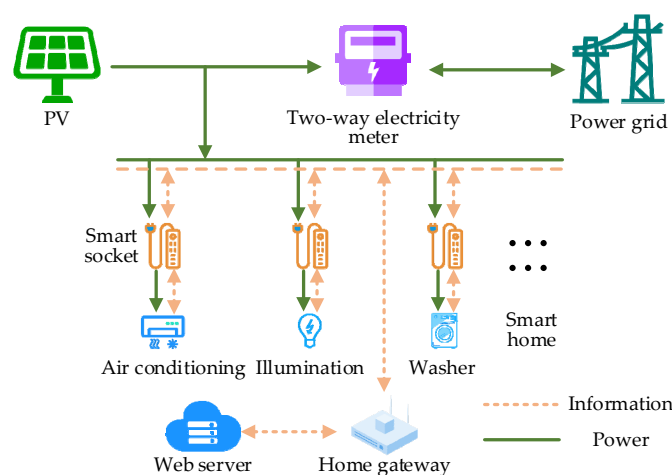 PV
Two-way electricity
meter
Power grid
Smart
socket
Smart
home
Air conditioning
Illumination
Washer
Information
Power
Web server
Home gateway